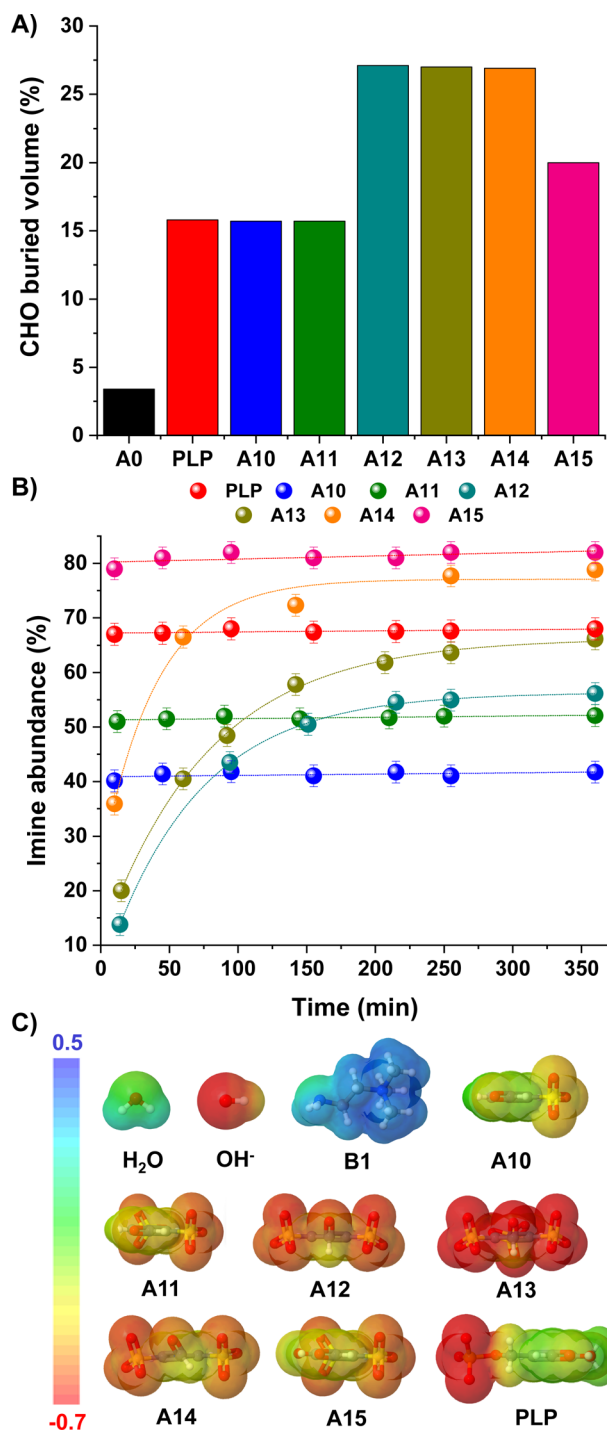 A)
CHO buried volume (%)
30
25
20
15
10
5
0
A0 PLP A10 A11 A12 A13 A14 A15
B)
PLP A10 A11 A12
A13 A14 A15
Imine abundance (%)
80
70
60
50
40
30
20
10
0 50 100 150 200 250 300 350
Time (min)
C)
0.5
H₂O OH⁻ B1 A10
A11 A12 A13
A14 A15 PLP
-0.7